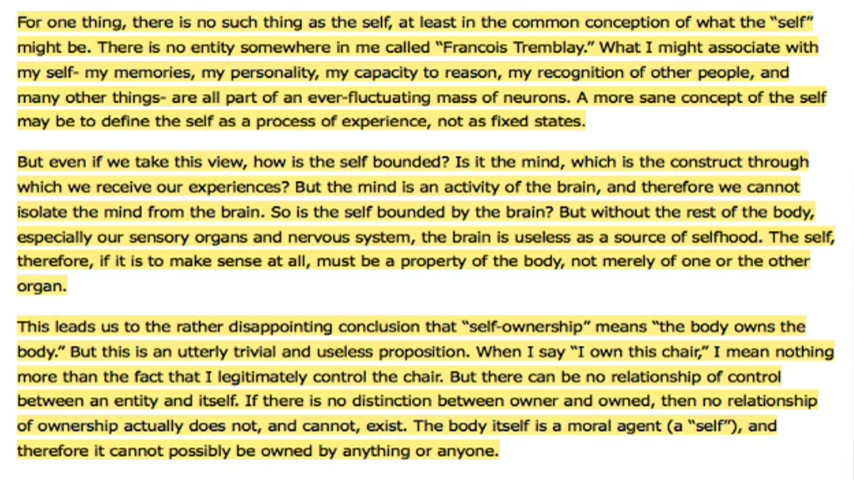 For one thing, there is no such thing as the self, at least in the common conception of what the “self”
might be. There is no entity somewhere in me called “Francois Tremblay.” What I might associate with
my self- my memories, my personality, my capacity to reason, my recognition of other people, and
many other things- are all part of an ever-fluctuating mass of neurons. A more sane concept of the self
may be to define the self as a process of experience, not as fixed states.
But even if we take this view, how is the self bounded? Is it the mind, which is the construct through
which we receive our experiences? But the mind is an activity of the brain, and therefore we cannot
isolate the mind from the brain. So is the self bounded by the brain? But without the rest of the body,
especially our sensory organs and nervous system, the brain is useless as a source of selfhood. The self,
therefore, if it is to make sense at all, must be a property of the body, not merely of one or the other
organ.
This leads us to the rather disappointing conclusion that “self-ownership” means “the body owns the
body.” But this is an utterly trivial and useless proposition. When I say “I own this chair,” I mean nothing
more than the fact that I legitimately control the chair. But there can be no relationship of control
between an entity and itself. If there is no distinction between owner and owned, then no relationship
of ownership actually does not, and cannot, exist. The body itself is a moral agent (a “self”), and
therefore it cannot possibly be owned by anything or anyone.